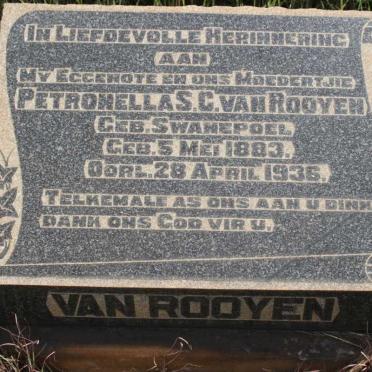 IN LIEFDEVOLLE HERINNERING
AAN
MY EGGENOTE EN ONS MOEDERTJIE
PETRONELLA S. C. VAN ROOYEN
GEB. SWANEPOEL
GEB. 5 MEI 1883.
OORL. 28 APRIL 1936.
TELKEMALE AS ONS AAN U DINK
DANK ONS GOD VIR U.
VAN ROOYEN